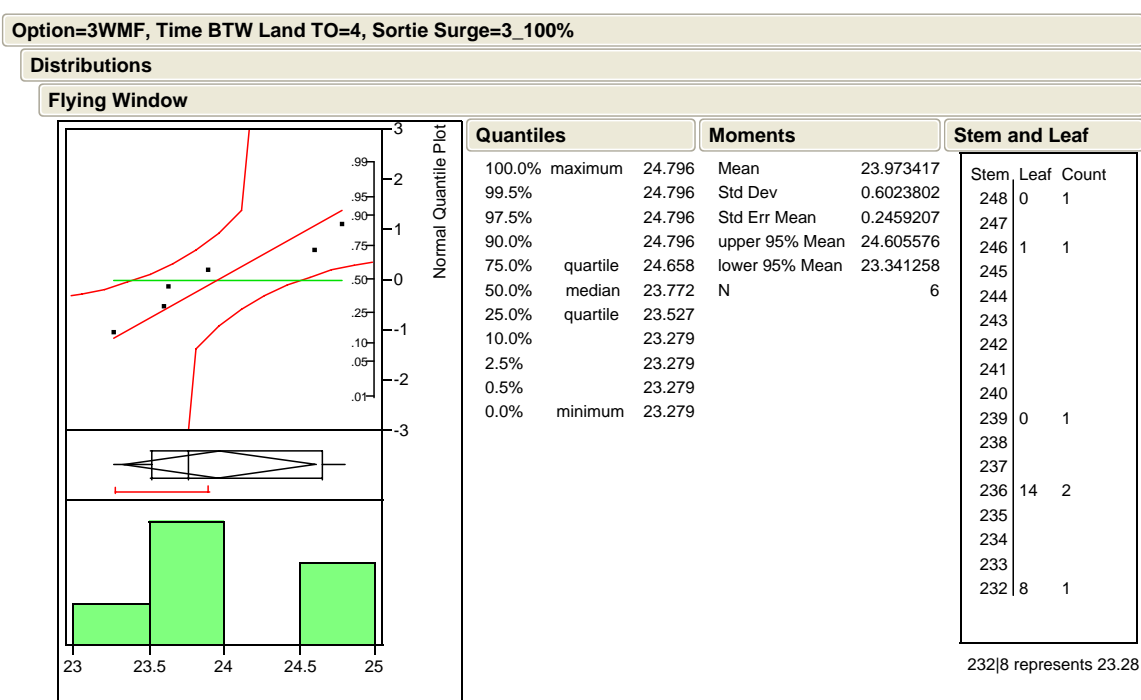 Option=3WMF, Time BTW Land TO=4, Sortie Surge=3_100%
Distributions
Flying Window
3
2
1
0
-1
-2
-3
.99
.95
.90
.75
.50
.25
.10
.05
.01
Normal Quantile Plot
23 23.5 24 24.5 25
Quantiles
100.0% maximum 24.796
99.5% 24.796
97.5% 24.796
90.0% 24.796
75.0% quartile 24.658
50.0% median 23.772
25.0% quartile 23.527
10.0% 23.279
2.5% 23.279
0.5% 23.279
0.0% minimum 23.279
Moments
Mean 23.973417
Std Dev 0.6023802
Std Err Mean 0.2459207
upper 95% Mean 24.605576
lower 95% Mean 23.341258
N 6
Stem and Leaf
Stem Leaf Count
248 0 1
247
246 1 1
245
244
243
242
241
240
239 0 1
238
237
236 14 2
235
234
233
232 8 1
232|8 represents 23.28